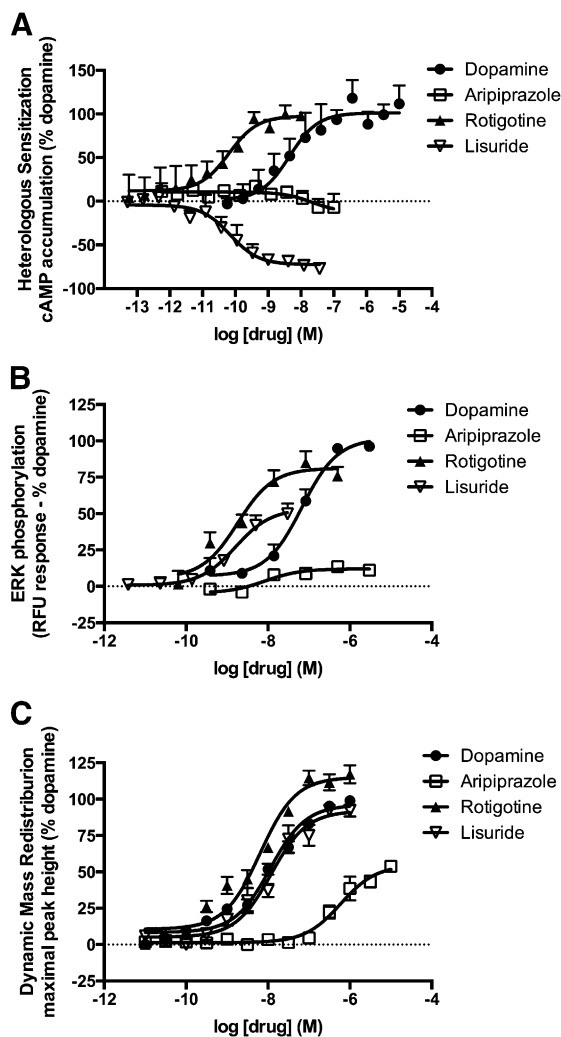 A
Heterologous Sensitization
cAMP accumulation (% dopamine)
150
100
50
0
-50
-100
-13 -12 -11 -10 -9 -8 -7 -6 -5 -4
log [drug] (M)
Dopamine
Aripiprazole
Rotigotine
Lisuride
B
ERK phosphorylation
(RFU response - % dopamine)
125
100
75
50
25
0
-25
-12 -10 -8 -6 -4
log [drug] (M)
Dopamine
Aripiprazole
Rotigotine
Lisuride
C
Dynamic Mass Redistriburion
maximal peak height (% dopamine)
125
100
75
50
25
0
-25
-12 -10 -8 -6 -4
log [drug] (M)
Dopamine
Aripiprazole
Rotigotine
Lisuride